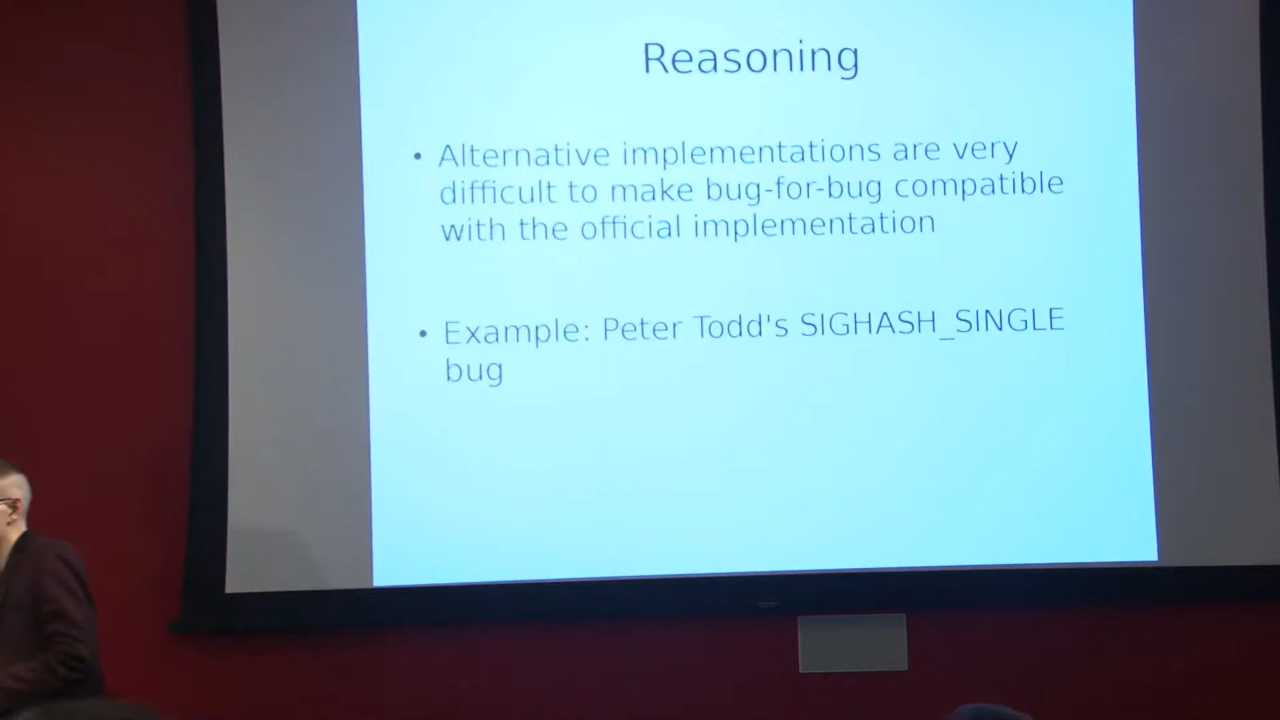 Reasoning
• Alternative implementations are very
difficult to make bug-for-bug compatible
with the official implementation
• Example: Peter Todd's SIGHASH_SINGLE
bug